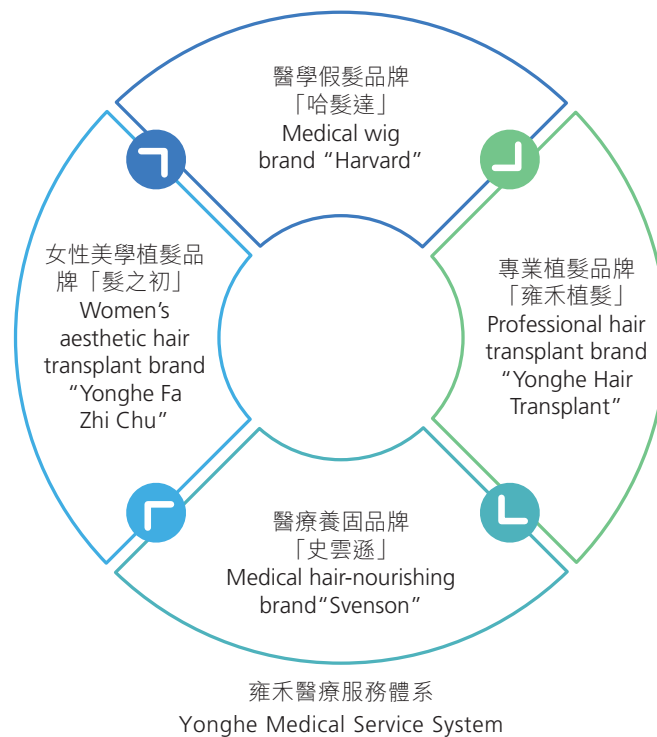 醫學假髮品牌
「哈髮達」
Medical wig
brand “Harvard”
女性美學植髮品
牌「髮之初」
Women’s
aesthetic hair
transplant brand
“Yonghe Fa
Zhi Chu”
專業植髮品牌
「雍禾植髮」
Professional hair
transplant brand
“Yonghe Hair
Transplant”
醫療養固品牌
「史雲遜」
Medical hair-nourishing
brand“Svenson”
雍禾醫療服務體系
Yonghe Medical Service System